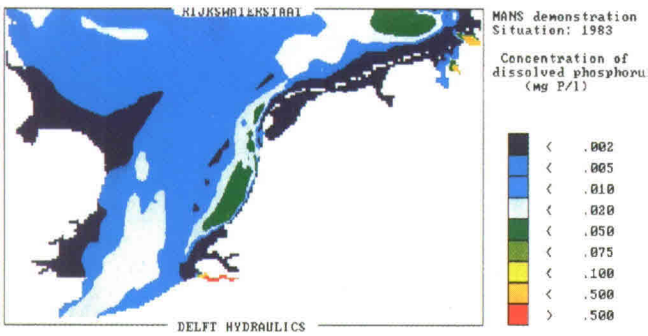 RIJKSWATERSTAAT
MANS demonstration
Situation: 1983
Concentration of
dissolved phosphoru
(mg P/l)
< .002
< .005
< .010
< .020
< .050
< .075
< .100
< .500
> .500
DELFT HYDRAULICS